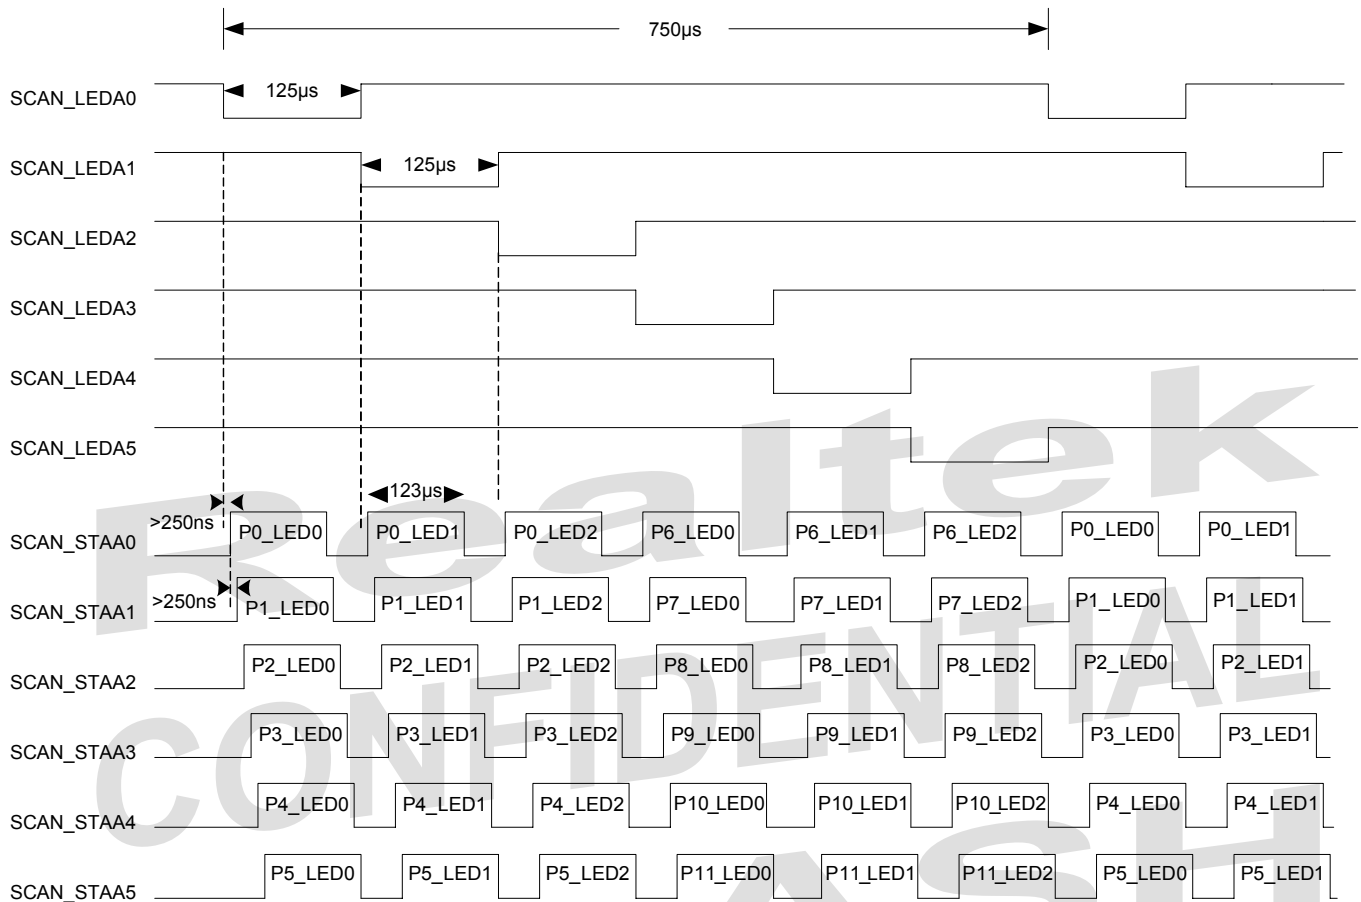 750µs
SCAN_LEDA0 125µs
SCAN_LEDA1 125µs
SCAN_LEDA2
SCAN_LEDA3
SCAN_LEDA4
SCAN_LEDA5
123µs
SCAN_STAA0 >250ns P0_LED0 P0_LED1 P0_LED2 P6_LED0 P6_LED1 P6_LED2 P0_LED0 P0_LED1
SCAN_STAA1 >250ns P1_LED0 P1_LED1 P1_LED2 P7_LED0 P7_LED1 P7_LED2 P1_LED0 P1_LED1
SCAN_STAA2 P2_LED0 P2_LED1 P2_LED2 P8_LED0 P8_LED1 P8_LED2 P2_LED0 P2_LED1
SCAN_STAA3 P3_LED0 P3_LED1 P3_LED2 P9_LED0 P9_LED1 P9_LED2 P3_LED0 P3_LED1
SCAN_STAA4 P4_LED0 P4_LED1 P4_LED2 P10_LED0 P10_LED1 P10_LED2 P4_LED0 P4_LED1
SCAN_STAA5 P5_LED0 P5_LED1 P5_LED2 P11_LED0 P11_LED1 P11_LED2 P5_LED0 P5_LED1
Realtek
CONFIDENTIAL